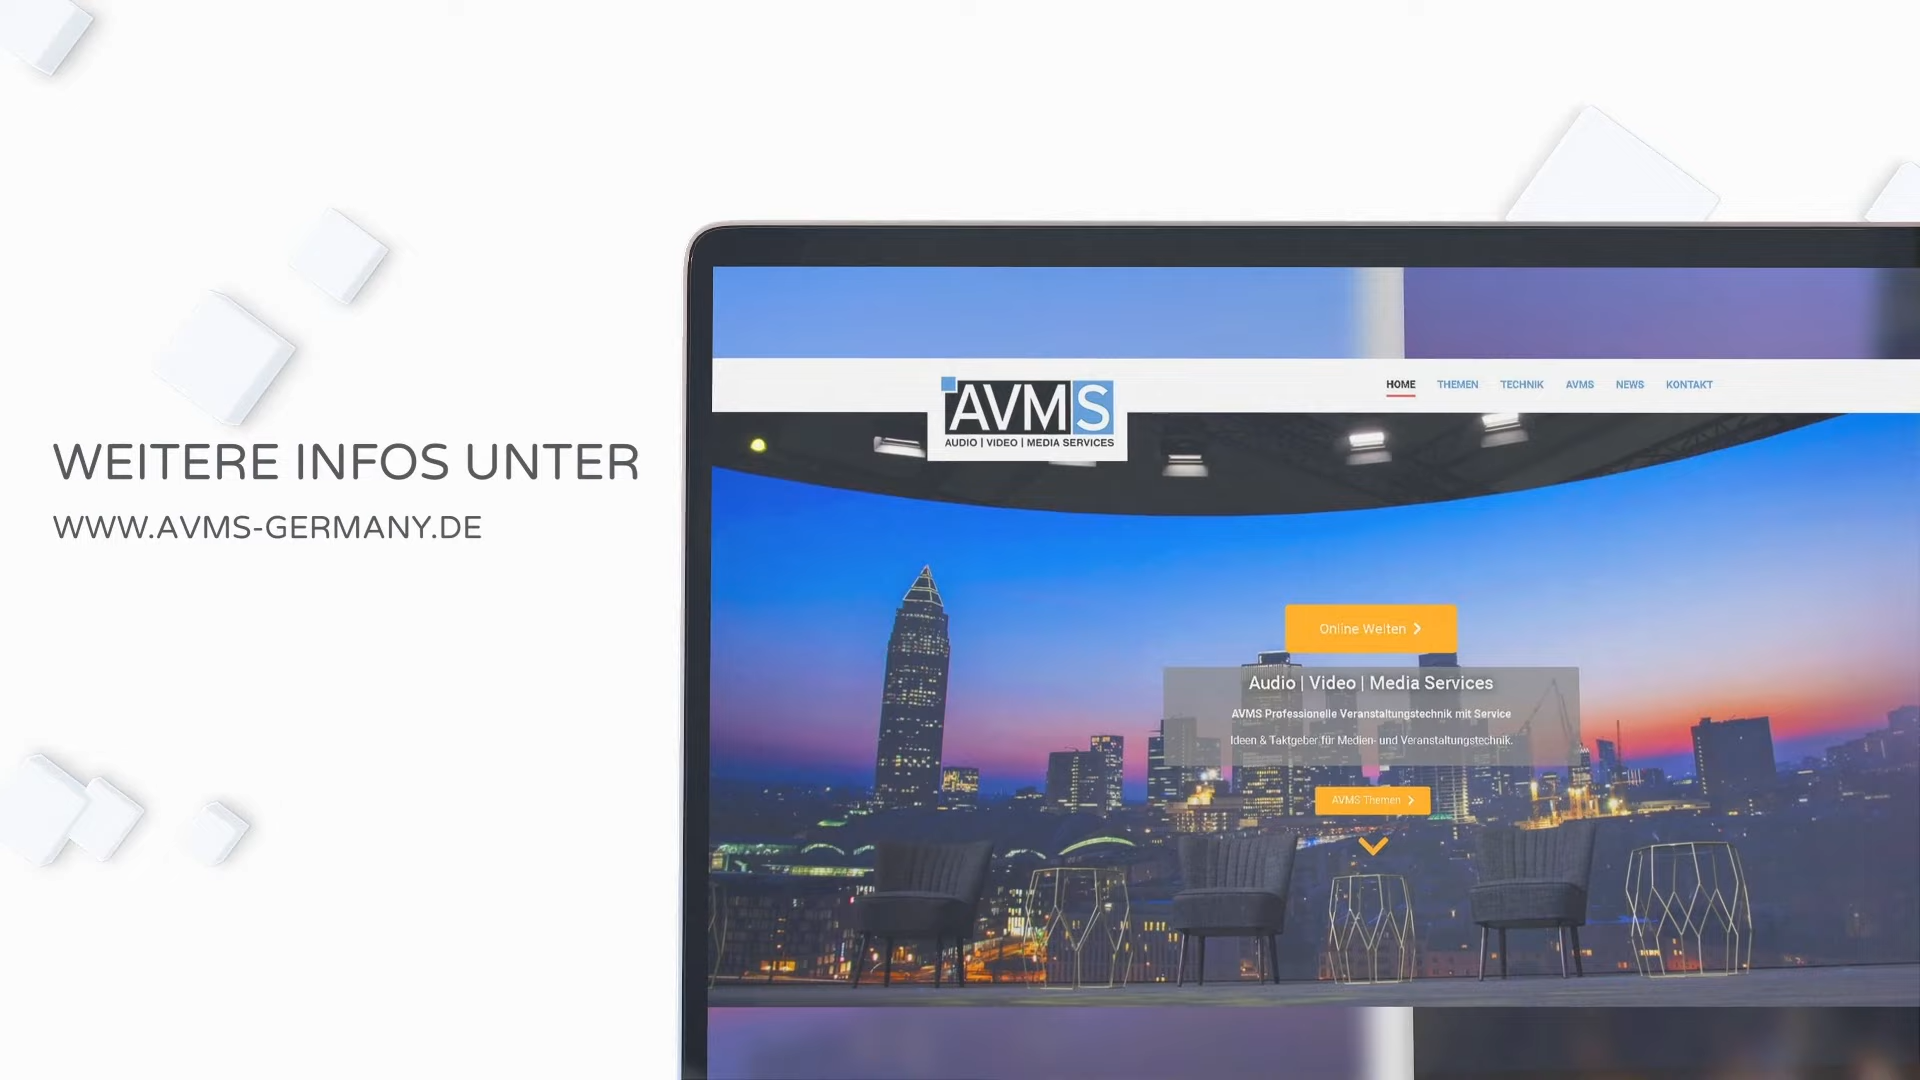 WEITERE INFOS UNTER
WWW.AVMS-GERMANY.DE
AVMS
AUDIO | VIDEO | MEDIA SERVICES
HOME THEMEN TECHNIK AVMS NEWS KONTAKT
Online Welten
Audio | Video | Media Services
AVMS Professionelle Veranstaltungstechnik mit Service
Ideen & Taktgeber für Medien- und Veranstaltungstechnik.
AVMS Themen